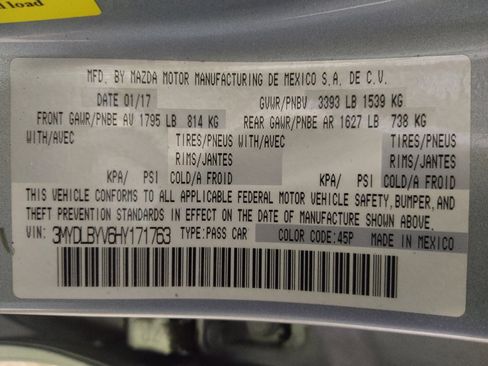 d load
MFD. BY MAZDA MOTOR MANUFACTURING DE MEXICO S.A. DE C.V.
DATE 01/17 GVWR/PNBV 3393 LB 1539 KG
FRONT GAWR/PNBE AV 1795 LB 814 KG REAR GAWR/PNBE AR 1627 LB 738 KG
WITH/AVEC TIRES/PNEUS WITH/AVEC TIRES/PNEUS
RIMS/JANTES RIMS/JANTES
KPA/ PSI COLD/A FROID KPA/ PSI COLD/A FROID
THIS VEHICLE CONFORMS TO ALL APPLICABLE FEDERAL MOTOR VEHICLE SAFETY, BUMPER, AND
THEFT PREVENTION STANDARDS IN EFFECT ON THE DATE OF MANUFACTURE SHOWN ABOVE.
VIN: 3MYDLBYV6HY171763 TYPE:PASS CAR COLOR CODE:45P MADE IN MEXICO